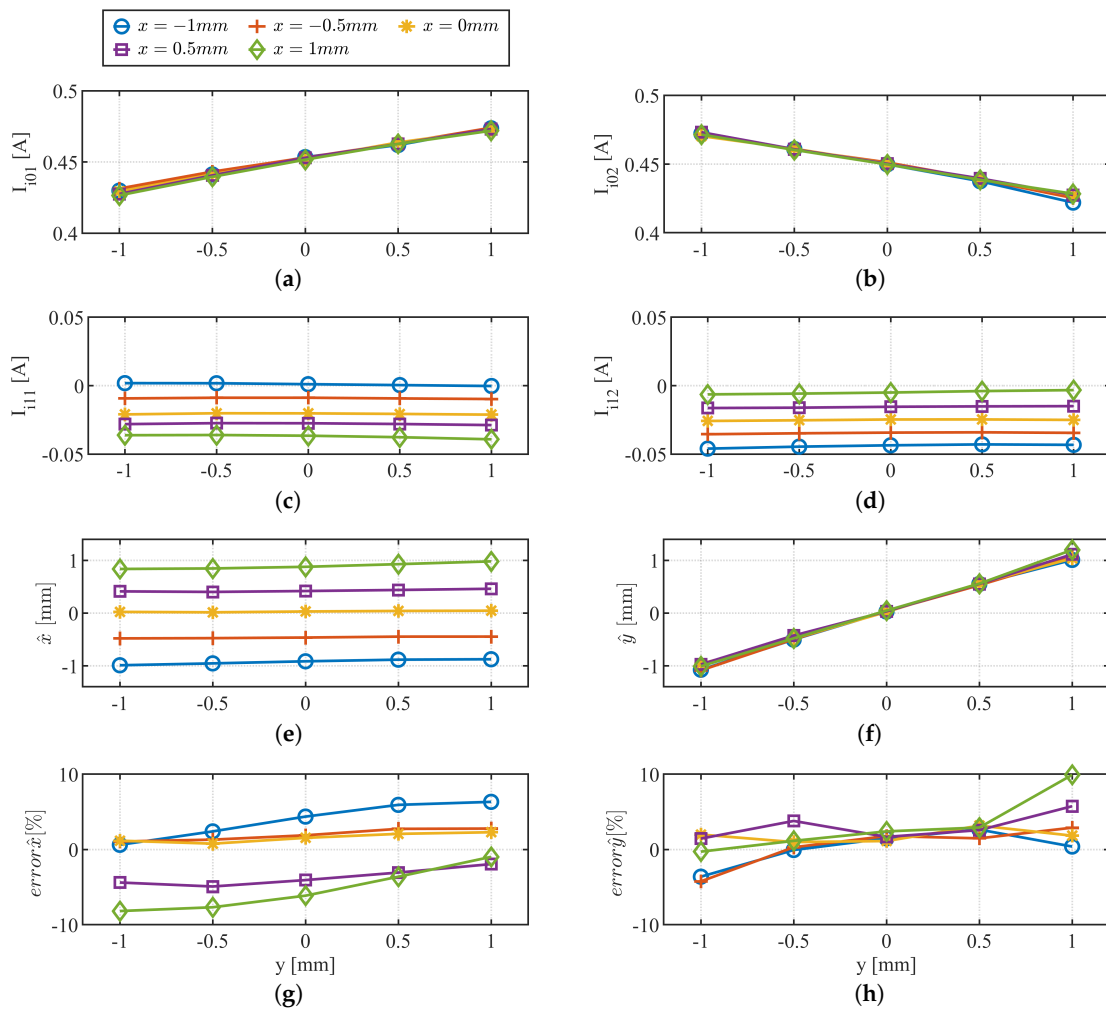 x = −1mm x = −0.5mm x = 0mm
x = 0.5mm x = 1mm
0.5
0.45
0.4
I_i01 [A]
-1 -0.5 0 0.5 1
(a)
0.5
0.45
0.4
I_i02 [A]
-1 -0.5 0 0.5 1
(b)
0.05
0
-0.05
I_i11 [A]
-1 -0.5 0 0.5 1
(c)
0.05
0
-0.05
I_i12 [A]
-1 -0.5 0 0.5 1
(d)
1
0
-1
x̂ [mm]
-1 -0.5 0 0.5 1
(e)
1
0
-1
ŷ [mm]
-1 -0.5 0 0.5 1
(f)
10
0
-10
errorx̂[%]
-1 -0.5 0 0.5 1
y [mm]
(g)
10
0
-10
errorŷ[%]
-1 -0.5 0 0.5 1
y [mm]
(h)